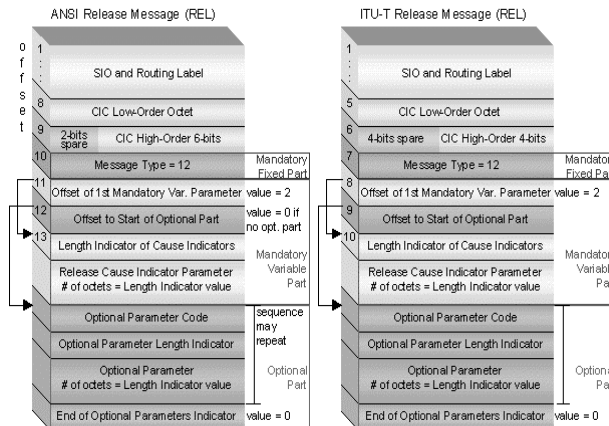 ANSI Release Message (REL)
offset
1
SIO and Routing Label
8
CIC Low-Order Octet
9
2-bits spare
CIC High-Order 6-bits
10
Message Type = 12
Mandatory
Fixed Part
11
Offset of 1st Mandatory Var. Parameter value = 2
12
Offset to Start of Optional Part
value = 0 if
no opt. part
13
Length Indicator of Cause Indicators
Mandatory
Variable
Part
Release Cause Indicator Parameter
# of octets = Length Indicator value
Optional Parameter Code
sequence
may
repeat
Optional Parameter Length Indicator
Optional Parameter
# of octets = Length Indicator value
Optional
Part
End of Optional Parameters Indicator value = 0
ITU-T Release Message (REL)
1
SIO and Routing Label
5
CIC Low-Order Octet
6
4-bits spare
CIC High-Order 4-bits
7
Message Type = 12
Mandator
Fixed Par
8
Offset of 1st Mandatory Var. Parameter value = 2
9
Offset to Start of Optional Part
10
Length Indicator of Cause Indicators
Mandator
Variable
Part
Release Cause Indicator Parameter
# of octets = Length Indicator value
Optional Parameter Code
Optional Parameter Length Indicator
Optional Parameter
# of octets = Length Indicator value
Optiona
Pa
End of Optional Parameters Indicator value = 0